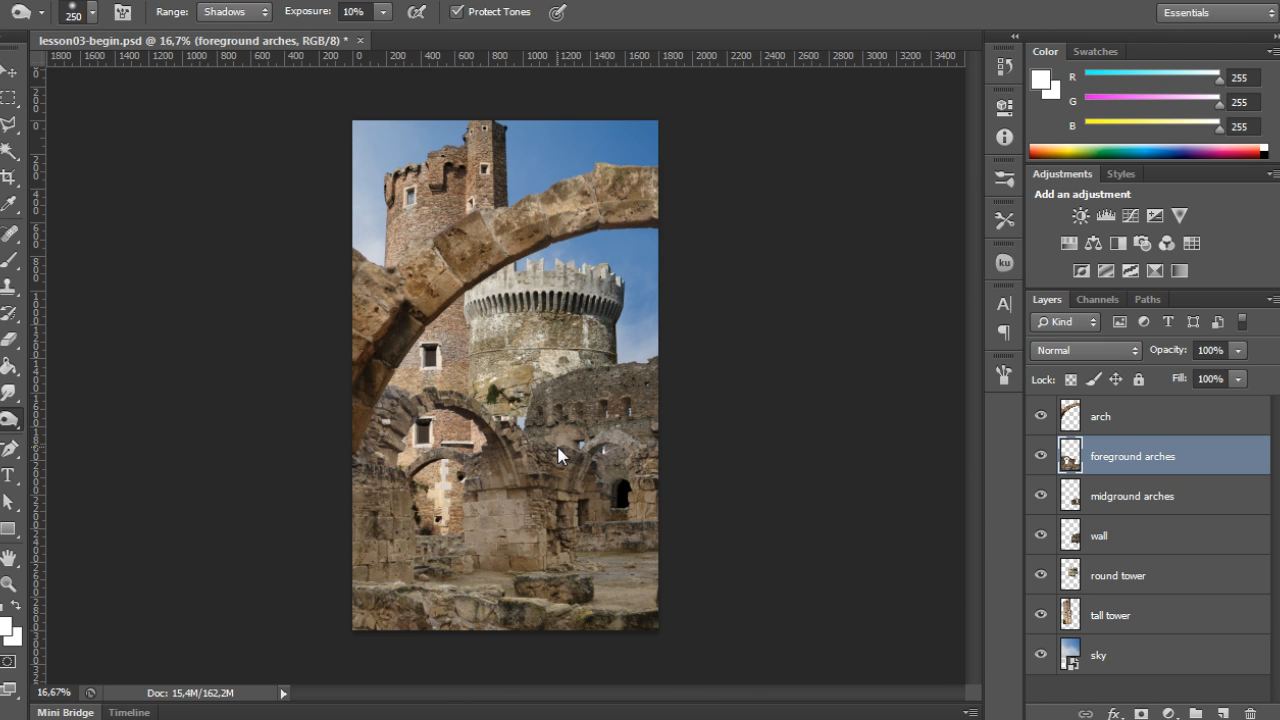 250
Range: Shadows Exposure: 10% Protect Tones Essentials
lesson03-begin.psd @ 16,7% (foreground arches, RGB/8) * ×
1800 1600 1400 1200 1000 800 600 400 200 0 200 400 600 800 1000 1200 1400 1600 1800 2000 2200 2400 2600 2800 3000 3200 3400
Color Swatches
R 255
G 255
B 255
Adjustments Styles
Add an adjustment
ku
Layers Channels Paths
Kind
Normal Opacity: 100%
Lock: Fill: 100%
arch
foreground arches
midground arches
wall
round tower
tall tower
sky
16,67% Doc: 15,4M/162,2M
Mini Bridge Timeline
fx